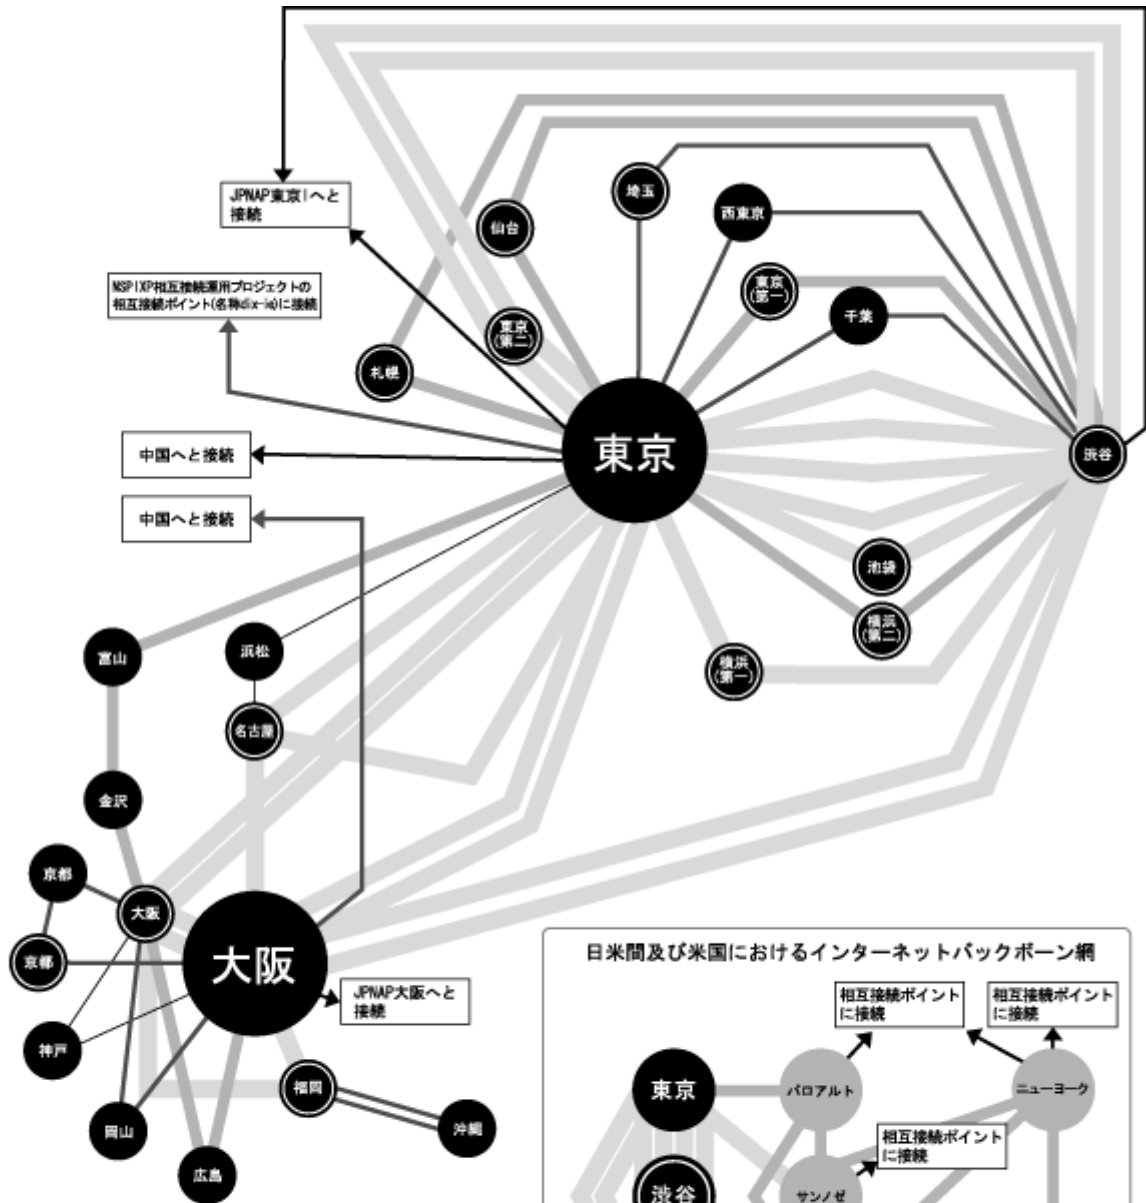 JPNAP東京Iへと
接続
NSPIXP相互接続運用プロジェクトの
相互接続ポイント(名称dix-ie)に接続
中国へと接続
中国へと接続
埼玉
西東京
仙台
東京
(第一)
千葉
東京
(第二)
札幌
東京
渋谷
池袋
横浜
(第二)
横浜
(第一)
富山
浜松
名古屋
金沢
京都
大阪
京都
大阪
JPNAP大阪へと
接続
神戸
福岡
岡山
沖縄
広島
日米間及び米国におけるインターネットバックボーン網
相互接続ポイント
に接続
相互接続ポイント
に接続
東京
パロアルト
ニューヨーク
相互接続ポイント
に接続
渋谷
サンノゼ